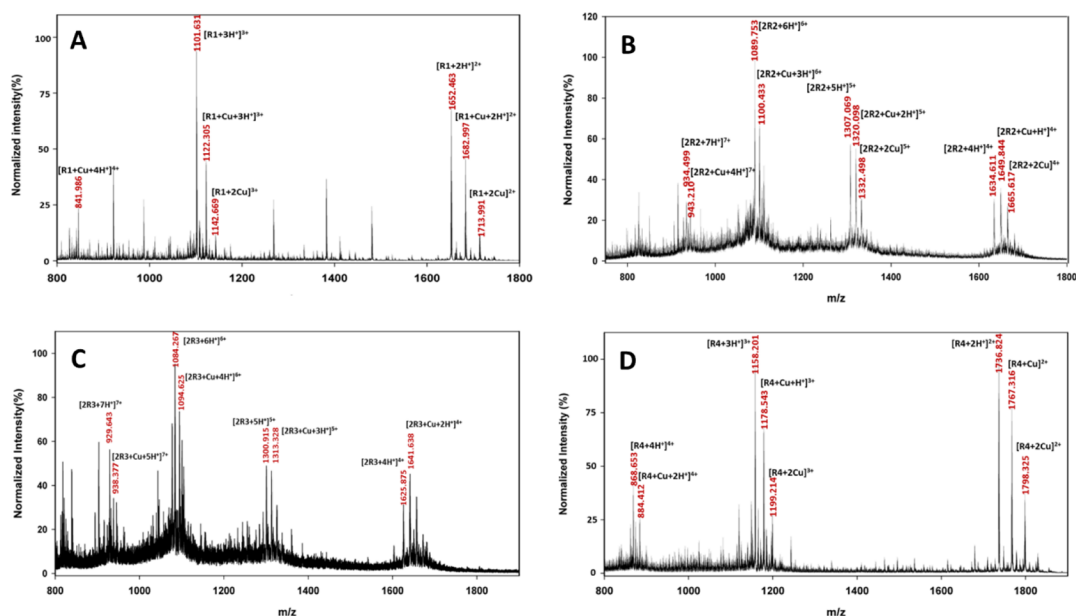 A
Normalized intensity(%)
100
75
50
25
0
800
1000
1200
1400
1600
1800
[R1+Cu+4H⁺]⁴⁺
841.986
1101.631
[R1+3H⁺]³⁺
[R1+Cu+3H⁺]³⁺
1122.305
[R1+2Cu]³⁺
1142.669
[R1+2H⁺]²⁺
1652.463
[R1+Cu+2H⁺]²⁺
1682.997
[R1+2Cu]²⁺
1713.991
B
Normalized Intensity(%)
120
100
80
60
40
20
0
800
1000
1200
1400
1600
1800
m/z
[2R2+7H⁺]⁷⁺
934.499
[2R2+Cu+4H⁺]⁷⁺
943.210
[2R2+6H⁺]⁶⁺
1089.753
[2R2+Cu+3H⁺]⁶⁺
1100.433
[2R2+5H⁺]⁵⁺
1307.069
[2R2+Cu+2H⁺]⁵⁺
1320.098
[2R2+2Cu]⁵⁺
1332.498
[2R2+4H⁺]⁴⁺
1634.611
[2R2+Cu+H⁺]⁴⁺
1649.844
[2R2+2Cu]⁴⁺
1665.617
C
Normalized Intensity(%)
100
80
60
40
20
0
800
1000
1200
1400
1600
1800
m/z
[2R3+7H⁺]⁷⁺
929.643
[2R3+Cu+5H⁺]⁷⁺
938.377
[2R3+6H⁺]⁶⁺
1084.267
[2R3+Cu+4H⁺]⁶⁺
1094.625
[2R3+5H⁺]⁵⁺
1300.915
[2R3+Cu+3H⁺]⁵⁺
1313.328
[2R3+4H⁺]⁴⁺
1625.875
[2R3+Cu+2H⁺]⁴⁺
1641.638
D
Normalized Intensity (%)
100
75
50
25
0
800
1000
1200
1400
1600
1800
m/z
[R4+4H⁺]⁴⁺
868.653
[R4+Cu+2H⁺]⁴⁺
884.412
[R4+3H⁺]³⁺
1158.201
[R4+Cu+H⁺]³⁺
1178.543
[R4+2Cu]³⁺
1199.214
[R4+2H⁺]²⁺
1736.824
[R4+Cu]²⁺
1767.316
[R4+2Cu]²⁺
1798.325